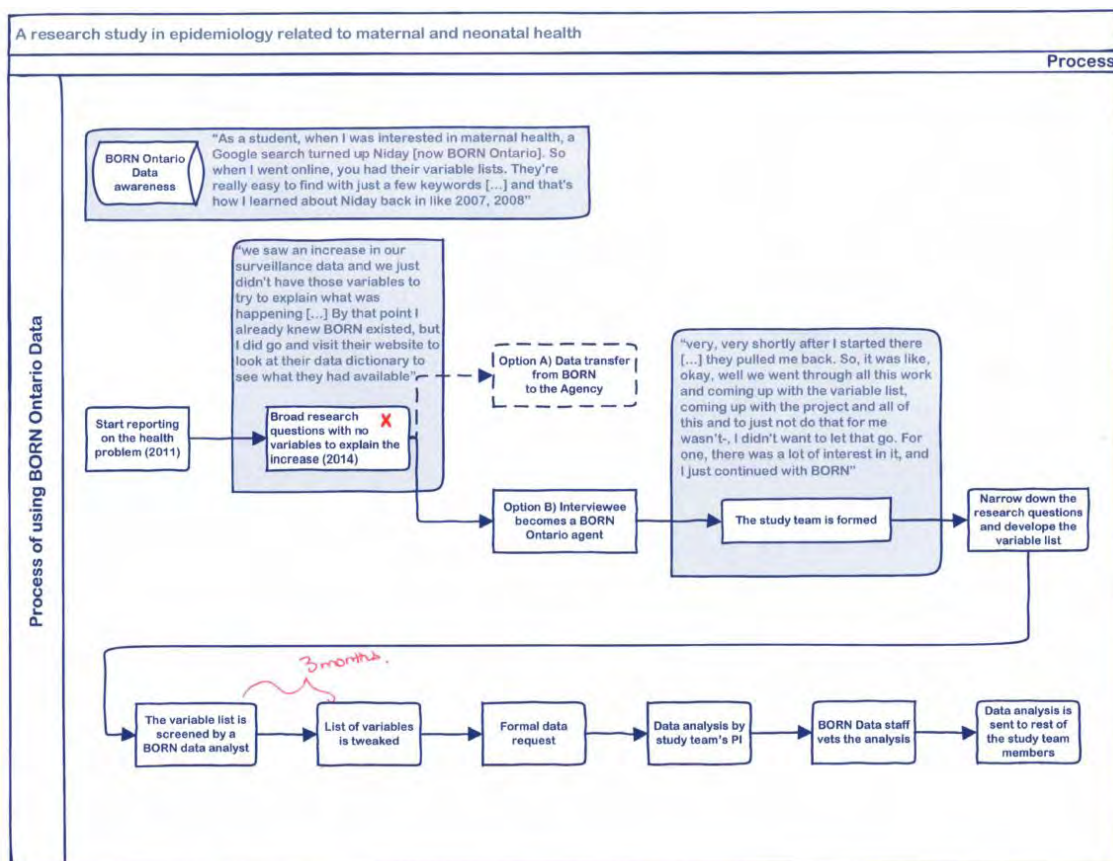 A research study in epidemiology related to maternal and neonatal health
Process
Process of using BORN Ontario Data
BORN Ontario
Data
awareness
"As a student, when I was interested in maternal health, a
Google search turned up Niday [now BORN Ontario]. So
when I went online, you had their variable lists. They're
really easy to find with just a few keywords [...] and that's
how I learned about Niday back in like 2007, 2008"
"we saw an increase in our
surveillance data and we just
didn't have those variables to
try to explain what was
happening [...] By that point I
already knew BORN existed, but
I did go and visit their website to
look at their data dictionary to
see what they had available"
Start reporting
on the health
problem (2011)
Broad research X
questions with no
variables to explain the
increase (2014)
Option A) Data transfer
from BORN
to the Agency
Option B) Interviewee
becomes a BORN
Ontario agent
"very, very shortly after I started there
[...] they pulled me back. So, it was like,
okay, well we went through all this work
and coming up with the variable list,
coming up with the project and all of
this and to just not do that for me
wasn't-, I didn't want to let that go. For
one, there was a lot of interest in it, and
I just continued with BORN"
The study team is formed
Narrow down the
research questions
and develope the
variable list
3 months.
The variable list is
screened by a
BORN data analyst
List of variables
is tweaked
Formal data
request
Data analysis by
study team's PI
BORN Data staff
vets the analysis
Data analysis is
sent to rest of
the study team
members